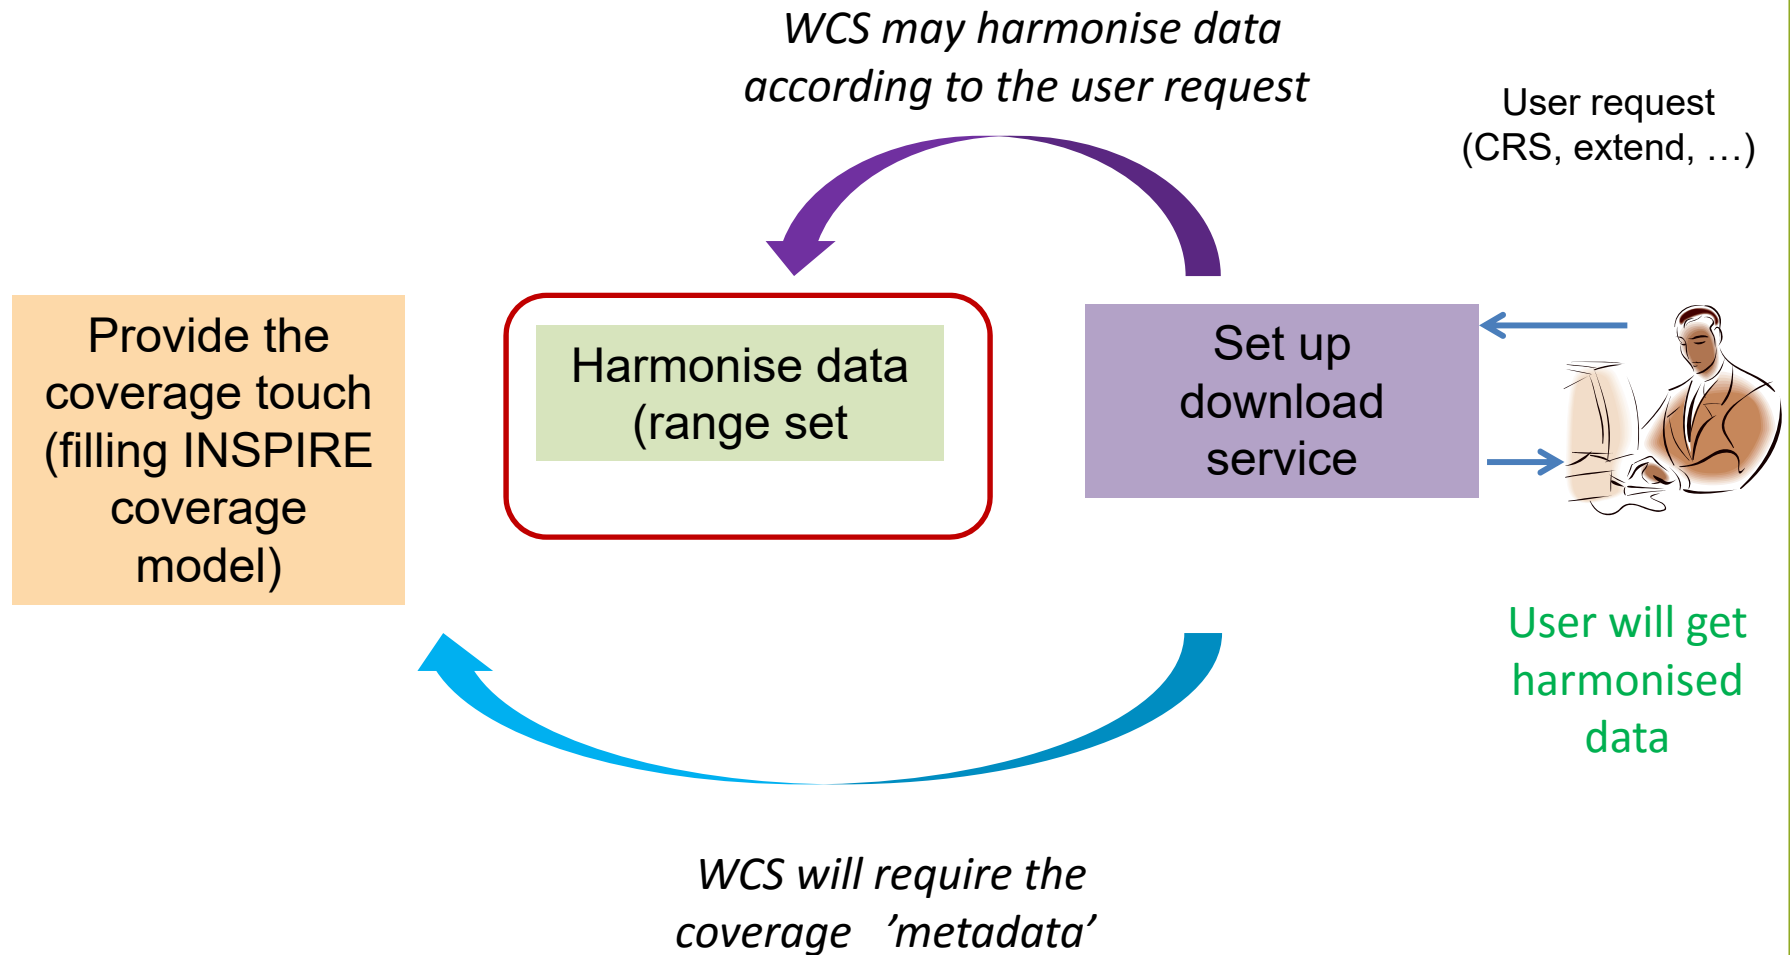 WCS may harmonise data
according to the user request
User request
(CRS, extend, …)
Provide the
coverage touch
(filling INSPIRE
coverage
model)
Harmonise data
(range set
Set up
download
service
User will get
harmonised
data
WCS will require the
coverage ’metadata’